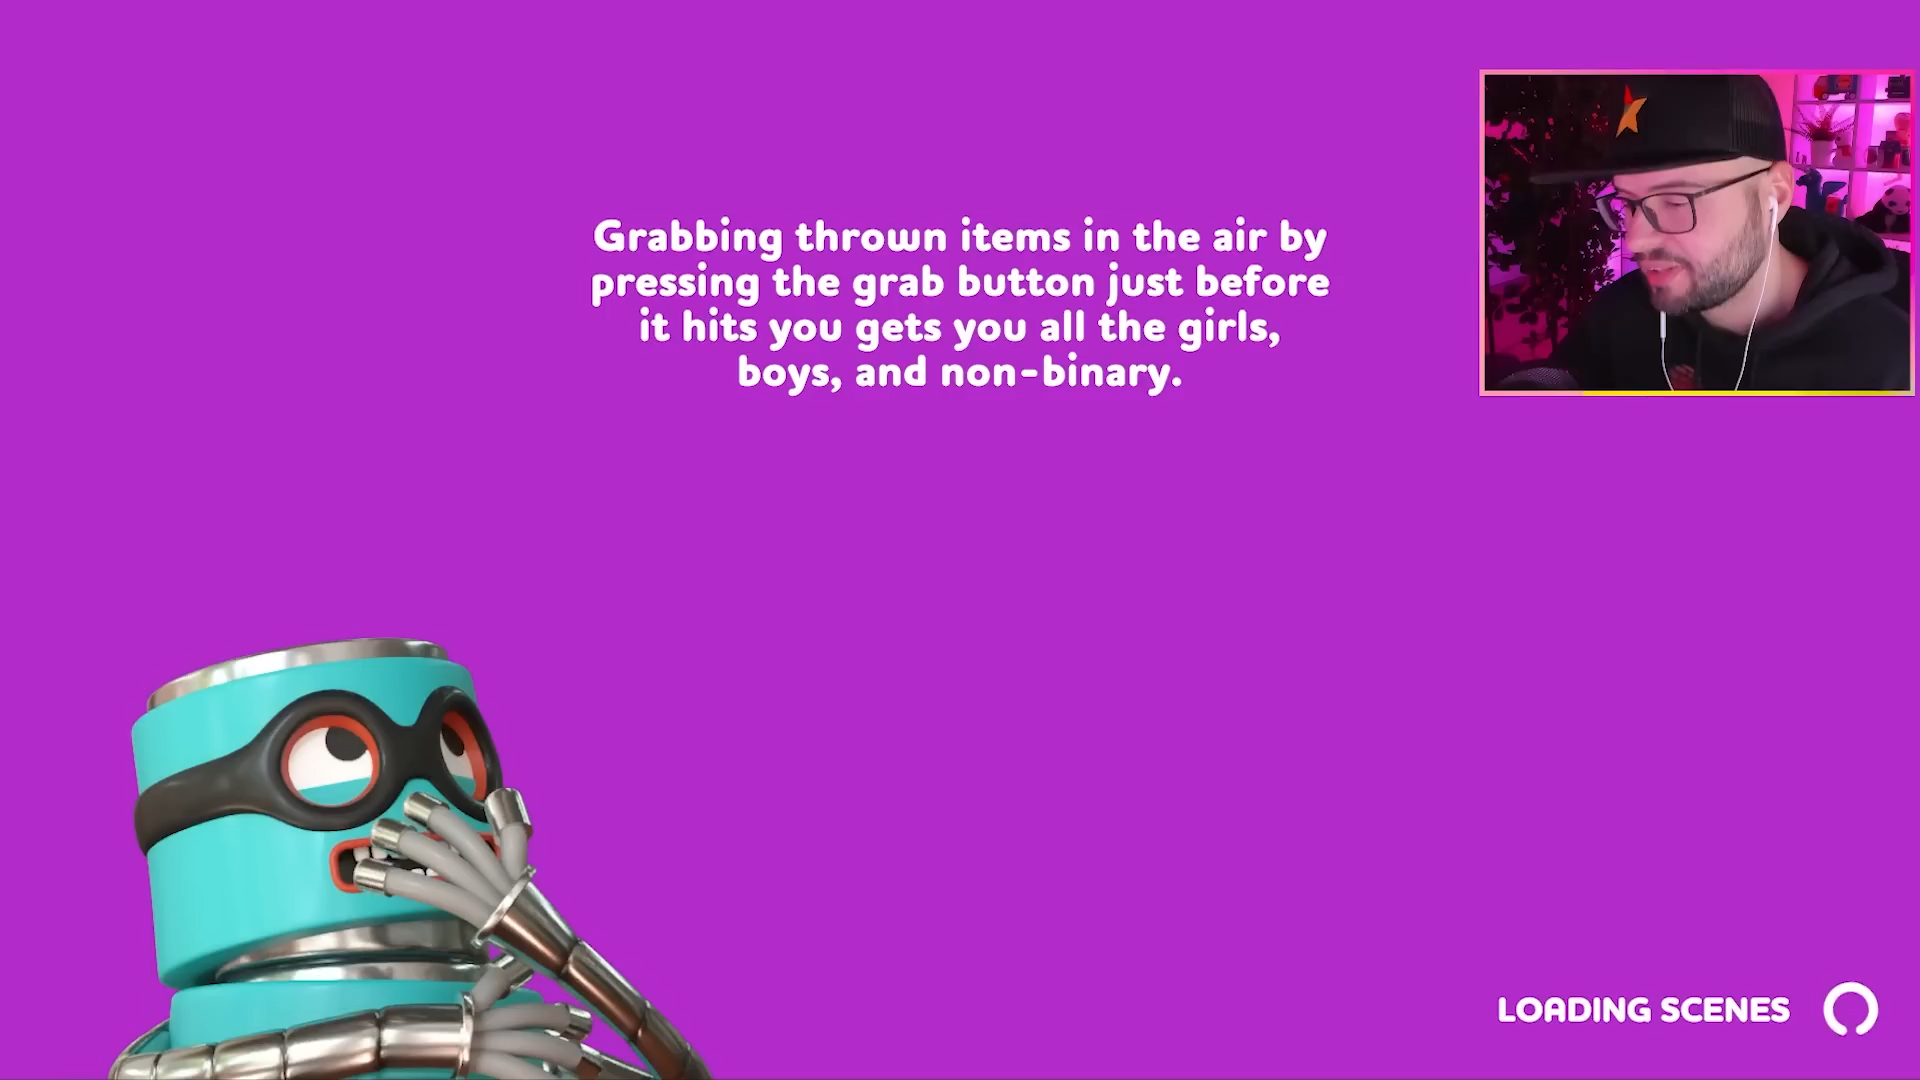 Grabbing thrown items in the air by
pressing the grab button just before
it hits you gets you all the girls,
boys, and non-binary.
LOADING SCENES